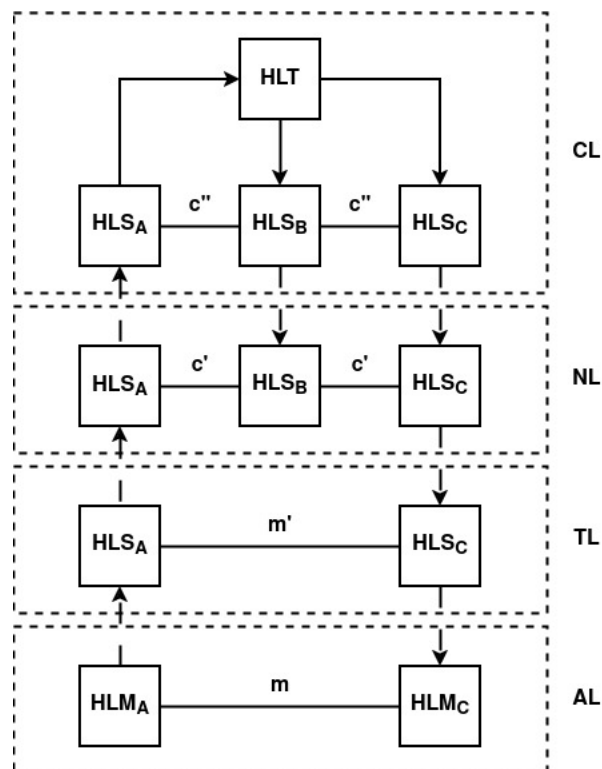 HLT
CL
c" c"
HLSA HLSB HLSC
c' c'
HLSA HLSB HLSC
NL
m'
HLSA HLSC
TL
m
HLMA HLMC
AL